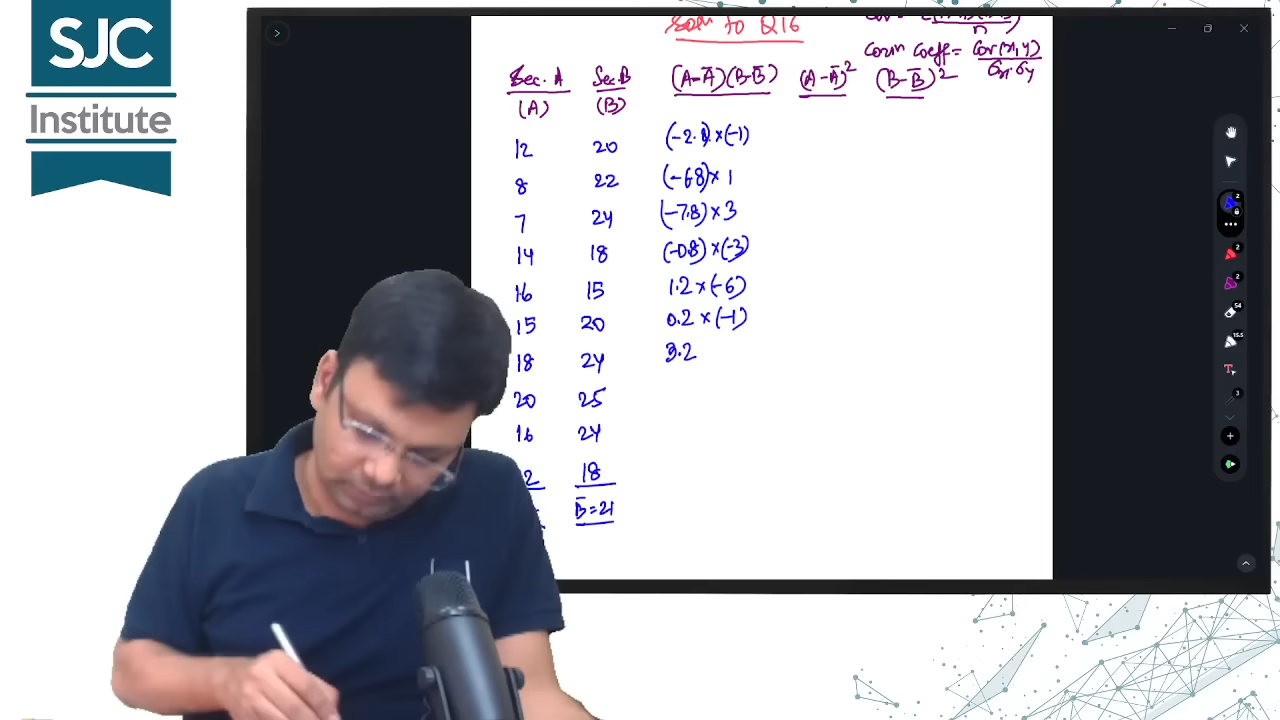 SJC
Institute
Soln to Q16
n
Corrn Coeff = Cov(x,y)
σx.σy
Sec. A Sec. B (A-Ā)(B-B̄) (A-Ā)² (B-B̄)²
(A) (B)
12 20 (-2.8)×(-1)
8 22 (-6.8)×1
7 24 (-7.8)×3
14 18 (-0.8)×(-3)
16 15 1.2×(-6)
15 20 0.2×(-1)
18 24 3.2
20 25
16 24
2 18
B̄=21